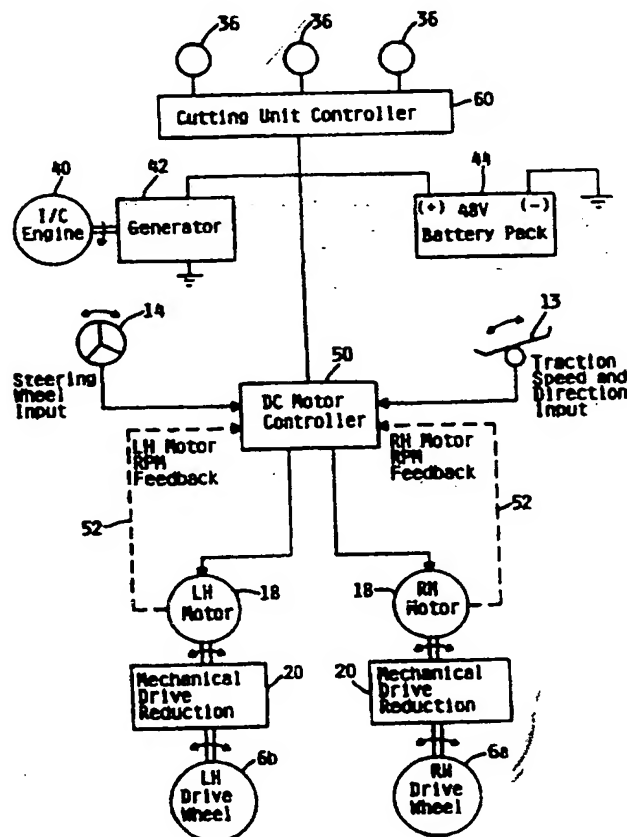 36
36
36
60
Cutting Unit Controller
40
42
44
I/C
Engine
Generator
(+) 48V (-)
Battery Pack
14
13
Steering
Wheel
Input
50
Traction
Speed and
Direction
Input
DC Motor
Controller
LH Motor
RPM
Feedback
RH Motor
RPM
Feedback
52
52
LH
Motor
18
18
RH
Motor
Mechanical
Drive
Reduction
20
20
Mechanical
Drive
Reduction
6b
LH
Drive
Wheel
6a
RH
Drive
Wheel